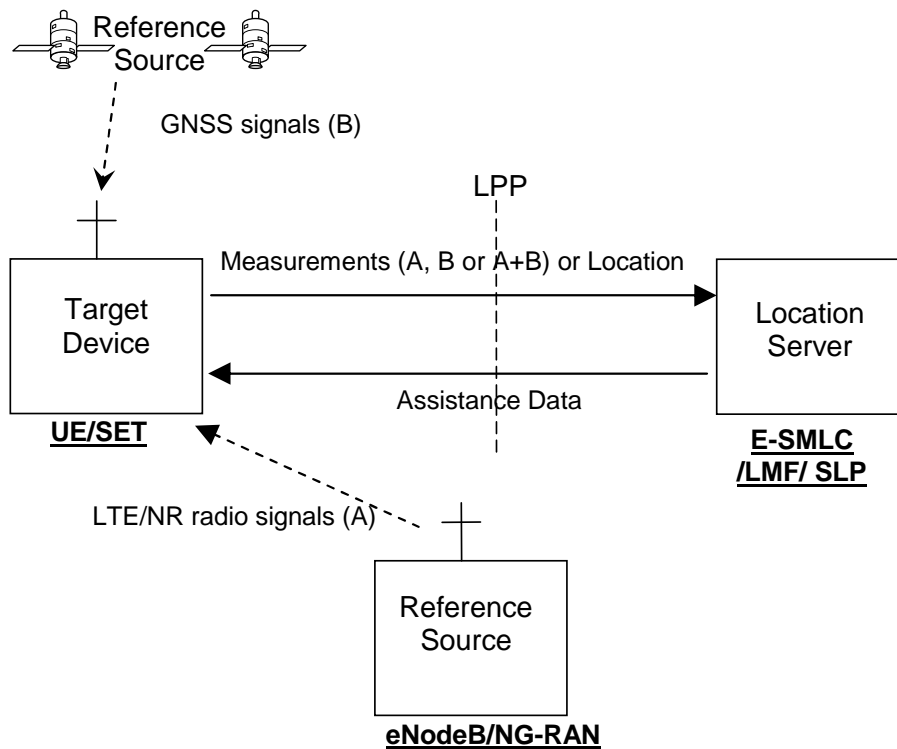 Reference
Source
GNSS signals (B)
LPP
Measurements (A, B or A+B) or Location
Target
Device
Location
Server
Assistance Data
UE/SET
E-SMLC
/LMF/ SLP
LTE/NR radio signals (A)
Reference
Source
eNodeB/NG-RAN